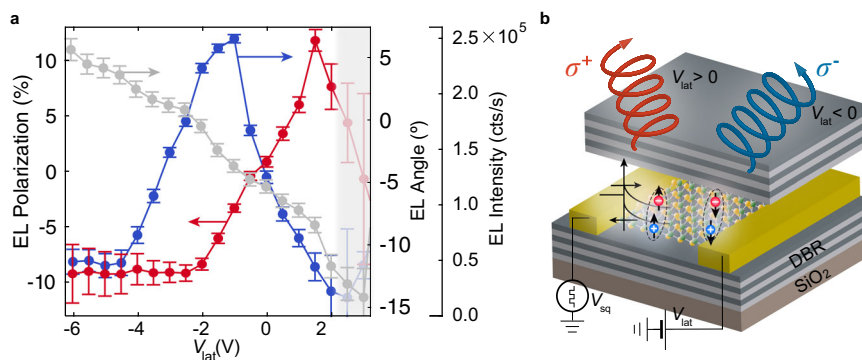 a
EL Polarization (%)
10
5
0
-5
-10
-6
-4
-2
0
2
V_lat(V)
5
0
-5
-10
-15
EL Angle (º)
2.5
2.0
1.5
1.0
0.5
0.0
×10⁵
EL Intensity (cts/s)
b
σ⁺
V_lat > 0
σ⁻
V_lat < 0
DBR
SiO₂
V_sq
V_lat